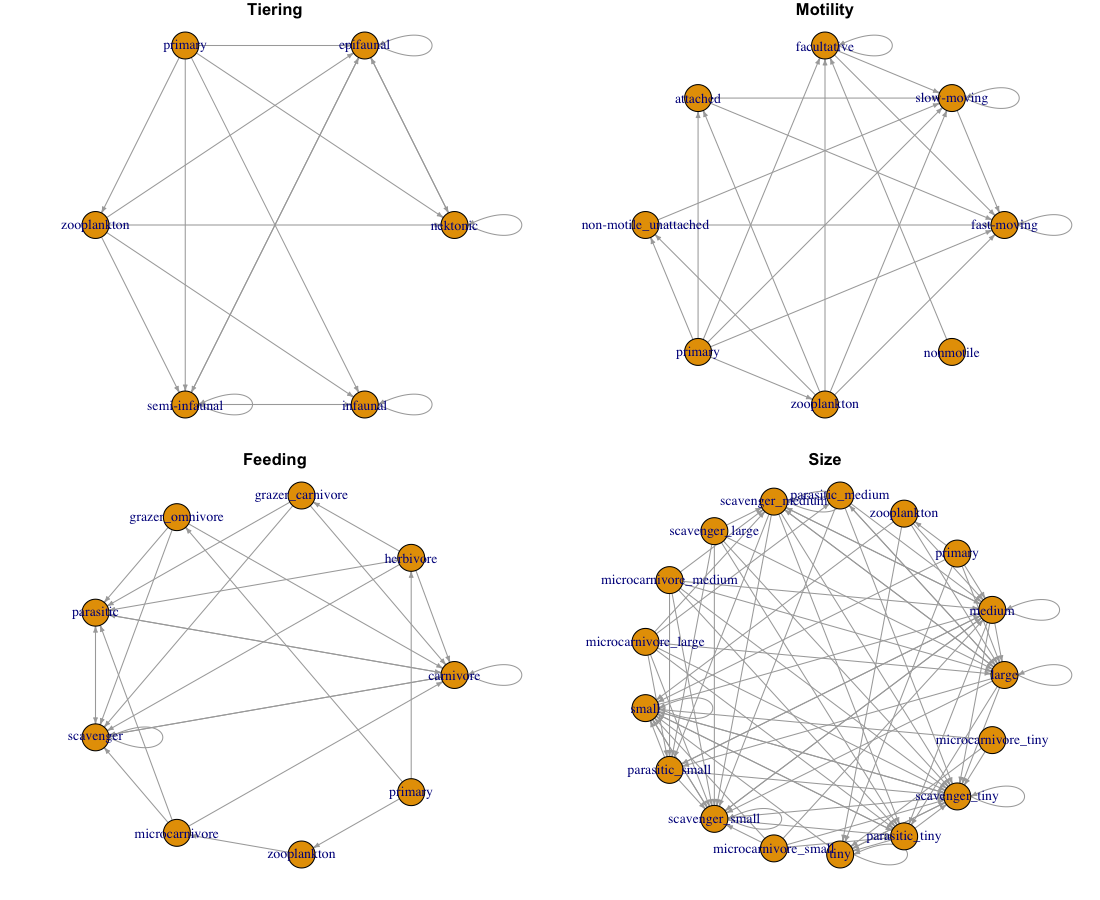 Tiering
primary
epifaunal
zooplankton
nektonic
semi-infaunal
infaunal
Motility
facultative
attached
slow-moving
non-motile_unattached
fast-moving
primary
nonmotile
zooplankton
Feeding
grazer_carnivore
grazer_omnivore
herbivore
parasitic
carnivore
scavenger
primary
microcarnivore
zooplankton
Size
parasitic_medium
scavenger_medium
zooplankton
scavenger_large
primary
microcarnivore_medium
medium
microcarnivore_large
large
small
microcarnivore_tiny
parasitic_small
scavenger_tiny
scavenger_small
parasitic_tiny
microcarnivore_small
tiny